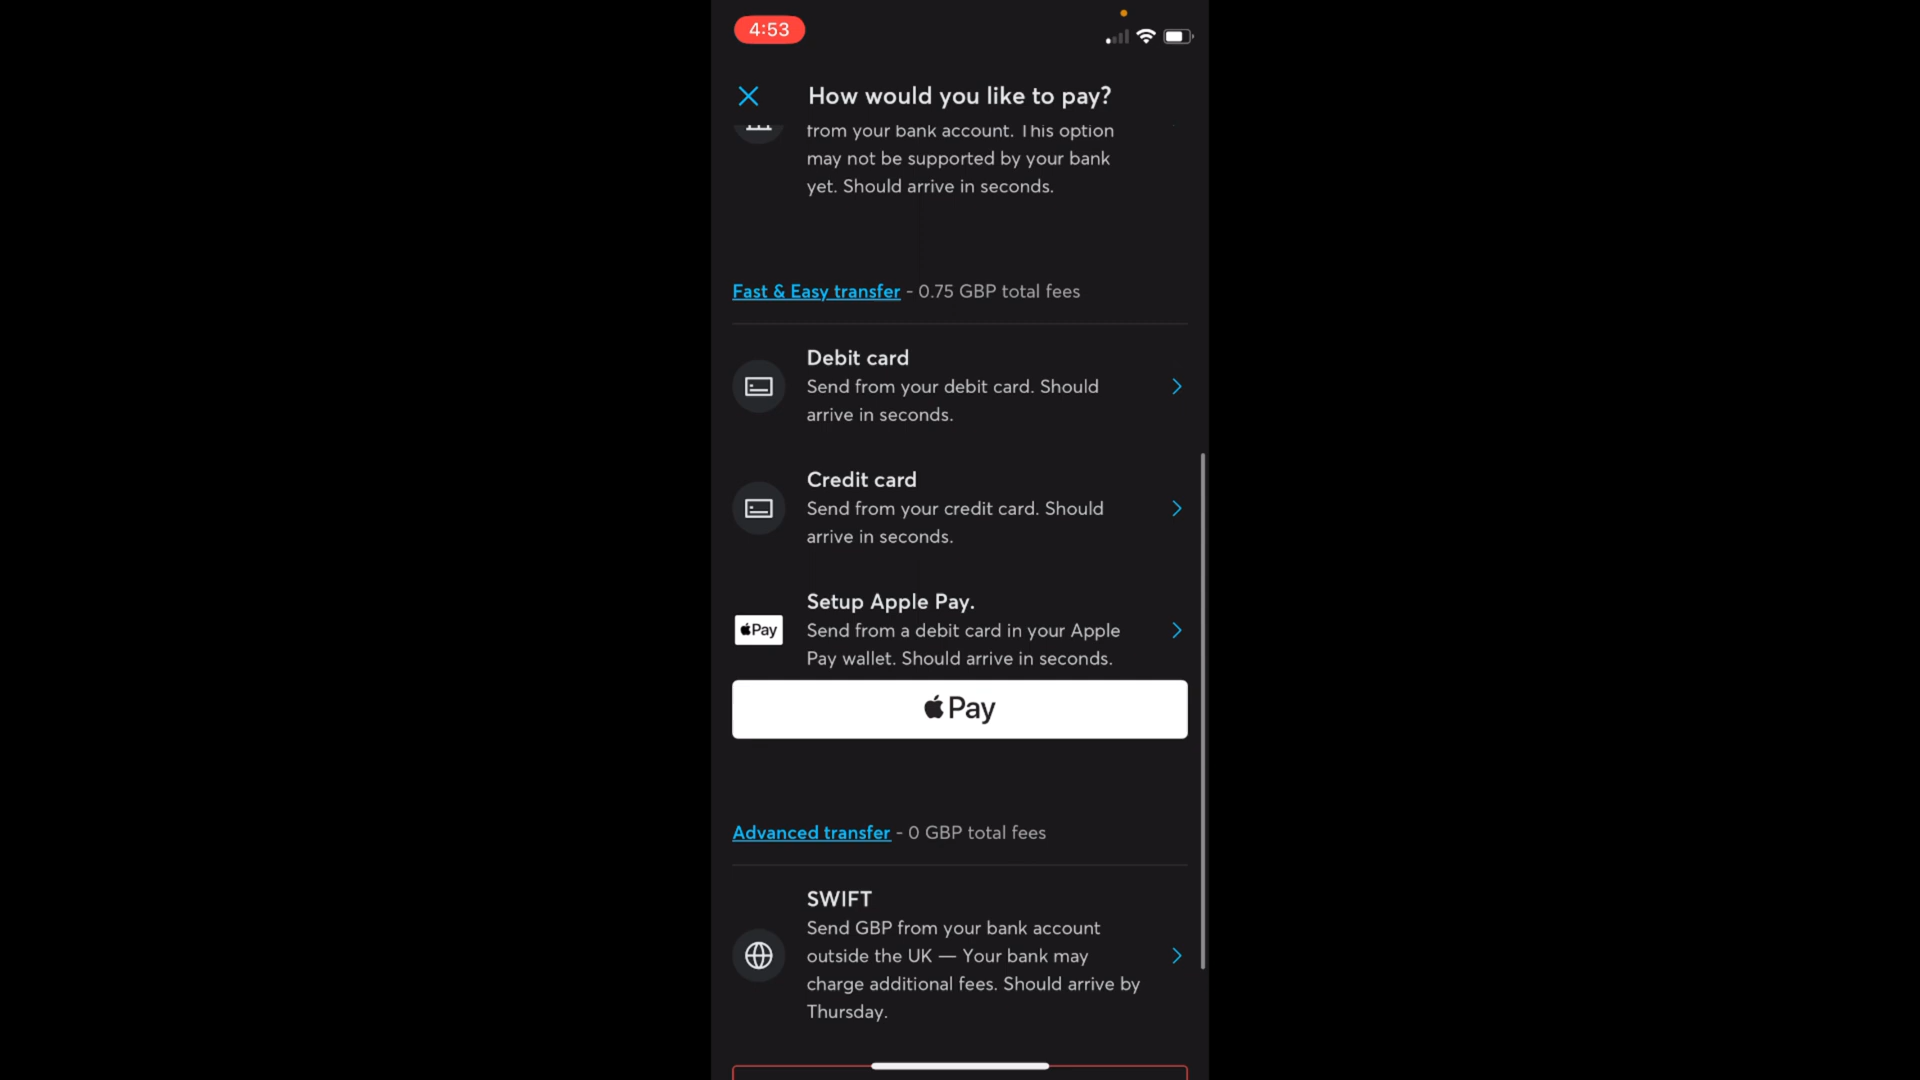 4:53
How would you like to pay?
from your bank account. This option
may not be supported by your bank
yet. Should arrive in seconds.
Fast & Easy transfer - 0.75 GBP total fees
Debit card
Send from your debit card. Should
arrive in seconds.
Credit card
Send from your credit card. Should
arrive in seconds.
Setup Apple Pay.
Pay
Send from a debit card in your Apple
Pay wallet. Should arrive in seconds.
Pay
Advanced transfer - 0 GBP total fees
SWIFT
Send GBP from your bank account
outside the UK — Your bank may
charge additional fees. Should arrive by
Thursday.